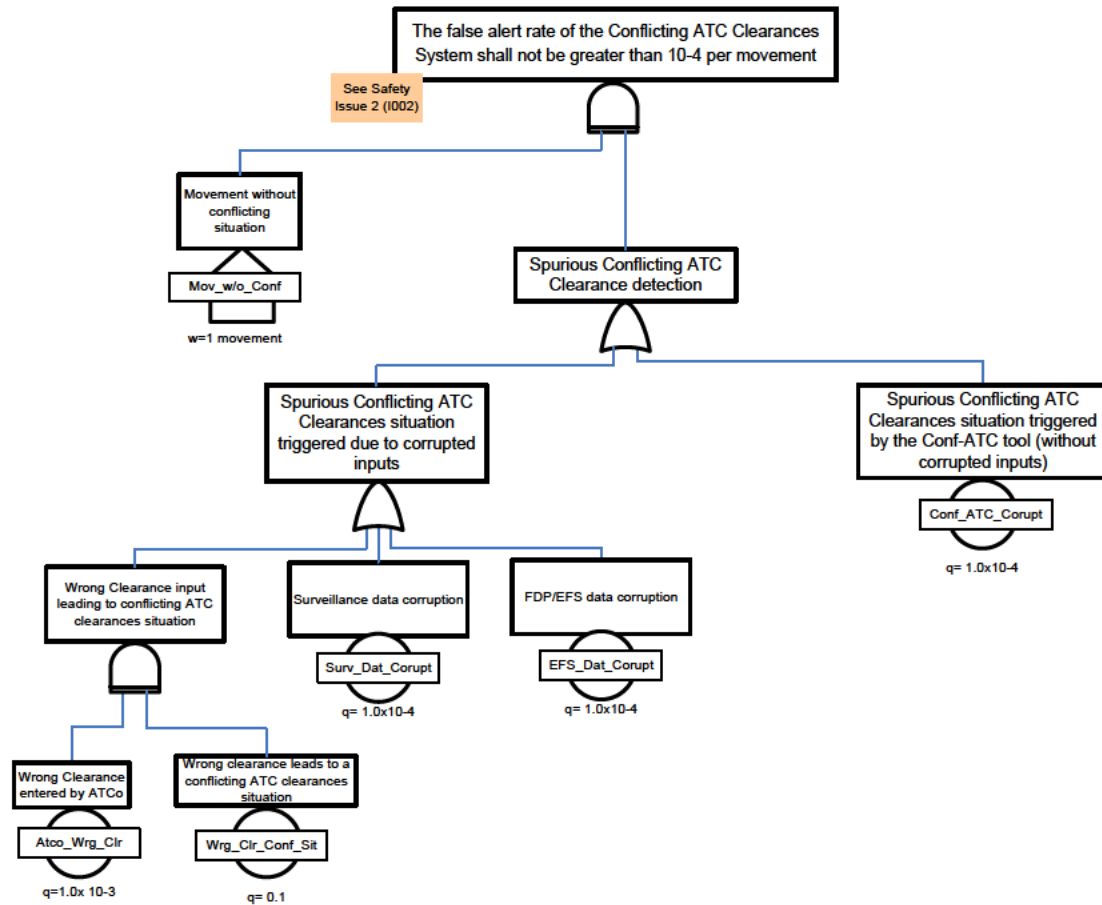 The false alert rate of the Conflicting ATC Clearances
System shall not be greater than 10-4 per movement
See Safety
Issue 2 (I002)
Movement without
conflicting
situation
Mov_w/o_Conf
w=1 movement
Spurious Conflicting ATC
Clearance detection
Spurious Conflicting ATC
Clearances situation
triggered due to corrupted
inputs
Spurious Conflicting ATC
Clearances situation triggered
by the Conf-ATC tool (without
corrupted inputs)
Conf_ATC_Corupt
q= 1.0x10-4
Wrong Clearance input
leading to conflicting ATC
clearances situation
Surveillance data corruption
Surv_Dat_Corupt
q= 1.0x10-4
FDP/EFS data corruption
EFS_Dat_Corupt
q= 1.0x10-4
Wrong Clearance
entered by ATCo
Atco_Wrg_Clr
q=1.0x 10-3
Wrong clearance leads to a
conflicting ATC clearances
situation
Wrg_Clr_Conf_Sit
q= 0.1